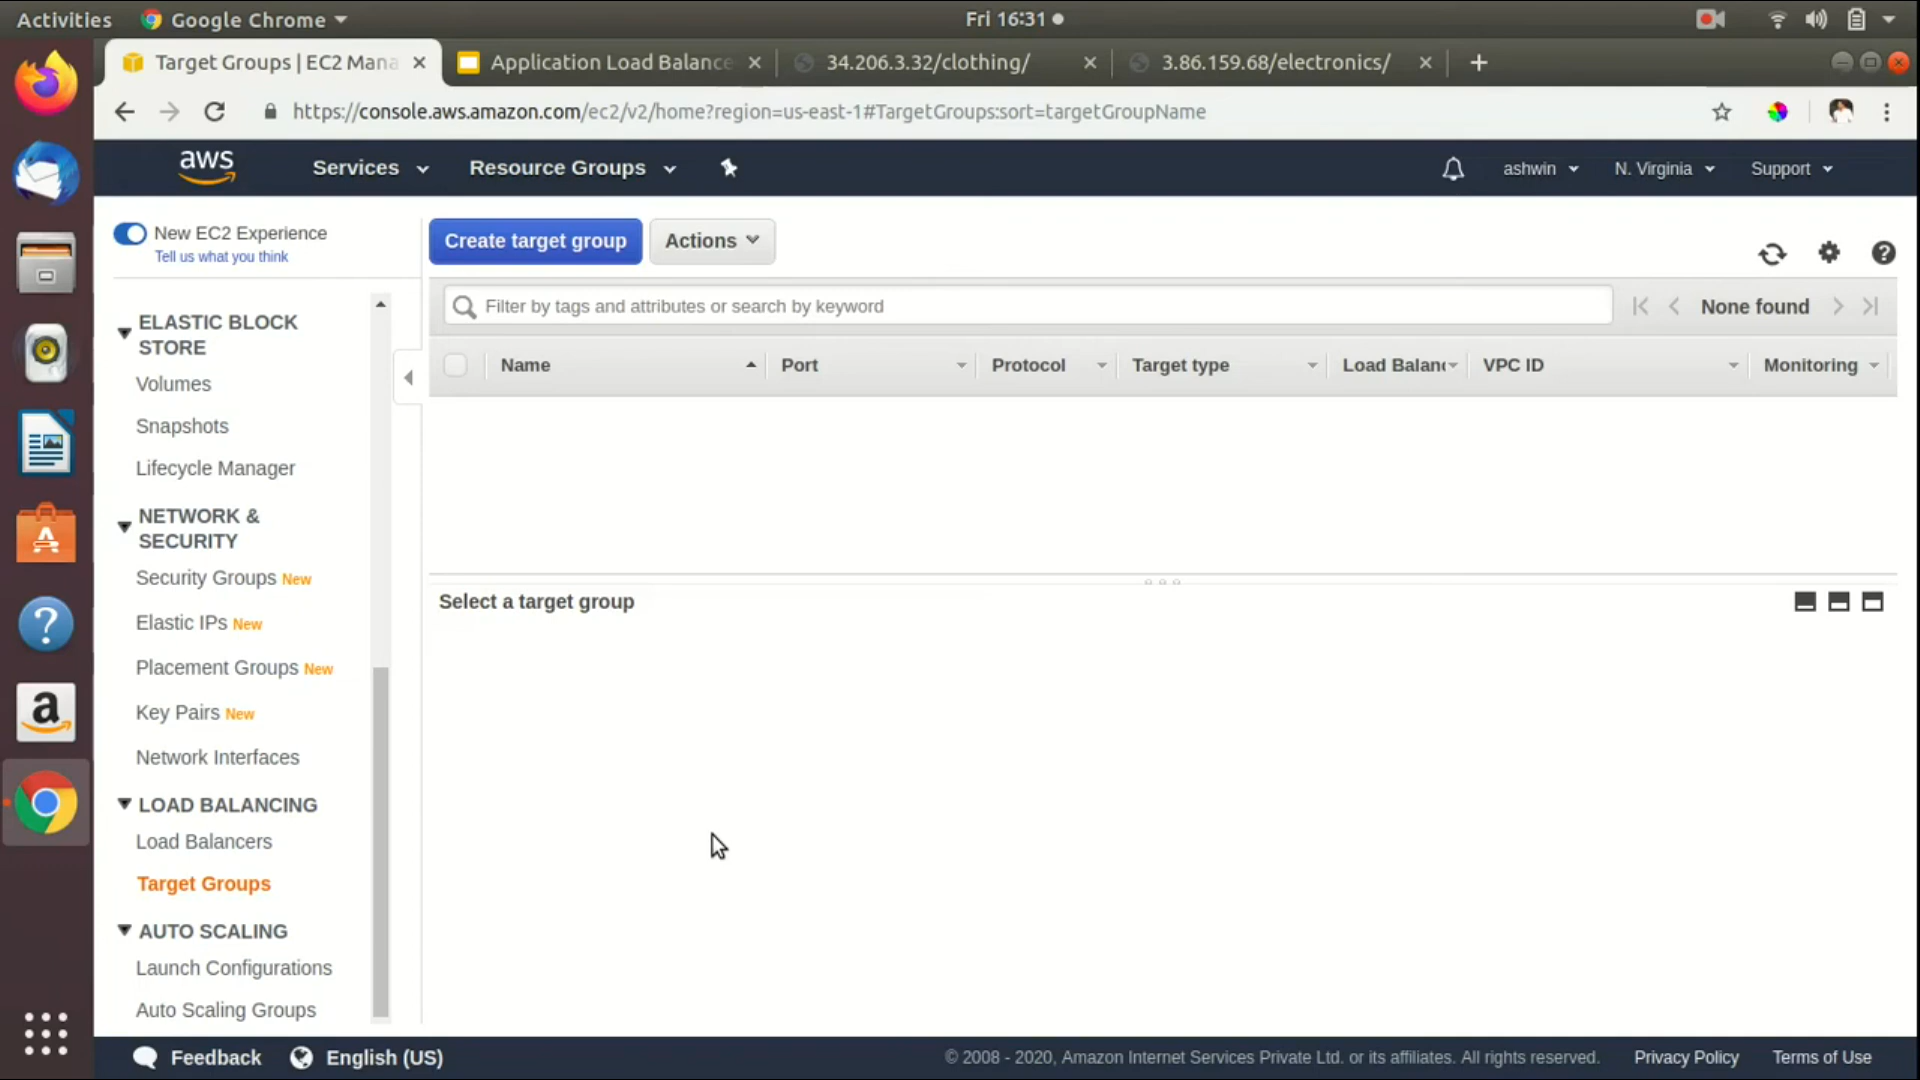 Activities
Google Chrome
Fri 16:31
Target Groups | EC2 Mana
Application Load Balance
34.206.3.32/clothing/
3.86.159.68/electronics/
https://console.aws.amazon.com/ec2/v2/home?region=us-east-1#TargetGroups:sort=targetGroupName
aws
Services
Resource Groups
ashwin
N. Virginia
Support
New EC2 Experience
Tell us what you think
Create target group
Actions
Filter by tags and attributes or search by keyword
None found
Name
Port
Protocol
Target type
Load Balanc
VPC ID
Monitoring
ELASTIC BLOCK
STORE
Volumes
Snapshots
Lifecycle Manager
NETWORK &
SECURITY
Security Groups New
Elastic IPs New
Placement Groups New
Key Pairs New
Network Interfaces
LOAD BALANCING
Load Balancers
Target Groups
AUTO SCALING
Launch Configurations
Auto Scaling Groups
Select a target group
Feedback
English (US)
© 2008 - 2020, Amazon Internet Services Private Ltd. or its affiliates. All rights reserved.
Privacy Policy
Terms of Use